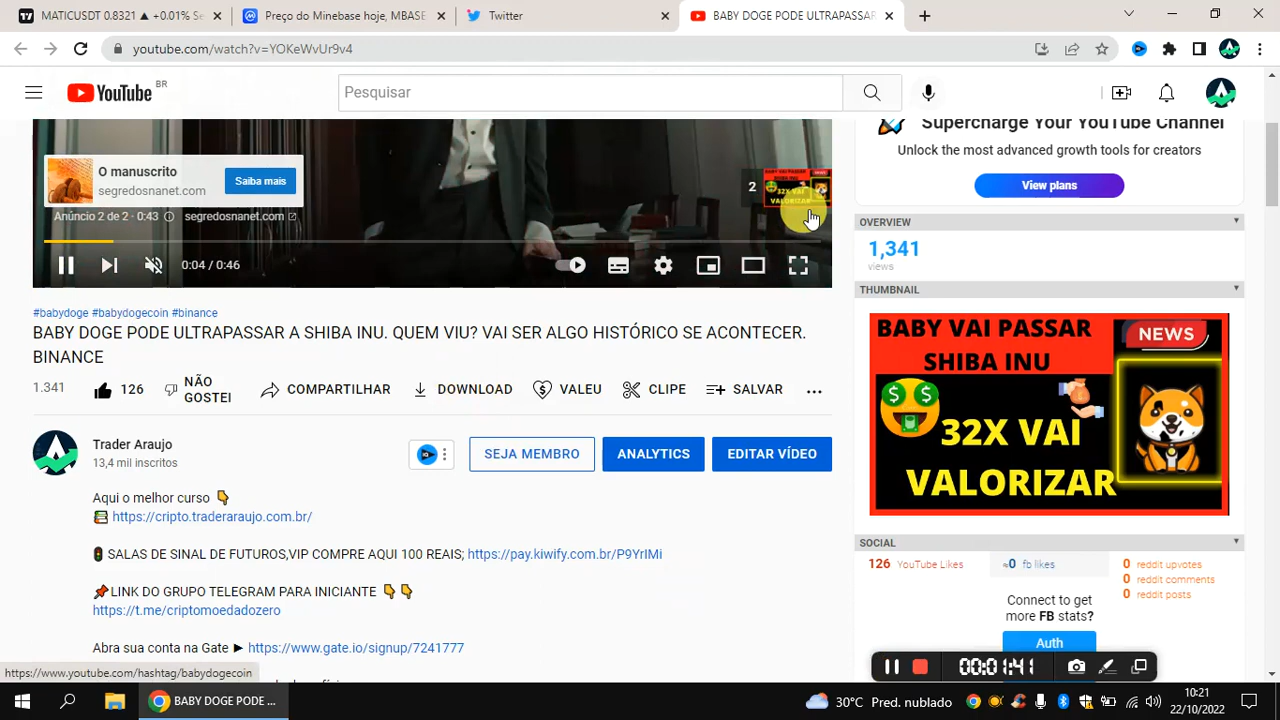 MATICUSDT 0.8321 ▲ +0.01% Se
Preço do Minebase hoje, MBASE
Twitter
BABY DOGE PODE ULTRAPASSAR
youtube.com/watch?v=YOKeWvUr9v4
YouTube BR
Pesquisar
Supercharge Your YouTube Channel
Unlock the most advanced growth tools for creators
View plans
O manuscrito
segredosnanet.com
Saiba mais
2
Anúncio 2 de 2 · 0:43
segredosnanet.com
0:04 / 0:46
OVERVIEW
1,341
views
THUMBNAIL
BABY VAI PASSAR
SHIBA INU
NEWS
32X VAI
VALORIZAR
#babydoge #babydogecoin #binance
BABY DOGE PODE ULTRAPASSAR A SHIBA INU. QUEM VIU? VAI SER ALGO HISTÓRICO SE ACONTECER.
BINANCE
1.341
126
NÃO
GOSTEI
COMPARTILHAR
DOWNLOAD
VALEU
CLIPE
SALVAR
Trader Araujo
13,4 mil inscritos
SEJA MEMBRO
ANALYTICS
EDITAR VÍDEO
Aqui o melhor curso 👇
https://cripto.traderaraujo.com.br/
🚦 SALAS DE SINAL DE FUTUROS,VIP COMPRE AQUI 100 REAIS; https://pay.kiwify.com.br/P9YrIMi
📌LINK DO GRUPO TELEGRAM PARA INICIANTE 👇 👇
https://t.me/criptomoedadozero
Abra sua conta na Gate ► https://www.gate.io/signup/7241777
SOCIAL
126 YouTube Likes
≈0 fb likes
0 reddit upvotes
0 reddit comments
0 reddit posts
Connect to get
more FB stats?
Auth
https://www.youtube.com/hashtag/babydogecoin
00:01:41
BABY DOGE PODE ...
30°C Pred. nublado
10:21
22/10/2022